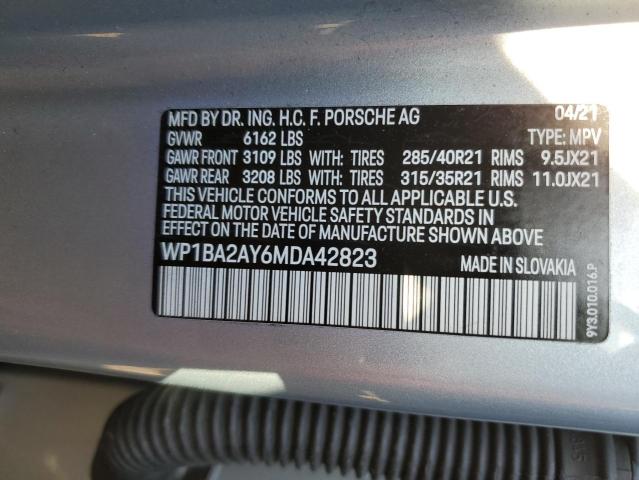 MFD BY DR. ING. H.C. F. PORSCHE AG 04/21
GVWR 6162 LBS TYPE: MPV
GAWR FRONT 3109 LBS WITH: TIRES 285/40R21 RIMS 9.5JX21
GAWR REAR 3208 LBS WITH: TIRES 315/35R21 RIMS 11.0JX21
THIS VEHICLE CONFORMS TO ALL APPLICABLE U.S.
FEDERAL MOTOR VEHICLE SAFETY STANDARDS IN
EFFECT ON THE DATE OF MANUFACTURE SHOWN ABOVE
WP1BA2AY6MDA42823 MADE IN SLOVAKIA
9Y3.010.016.P